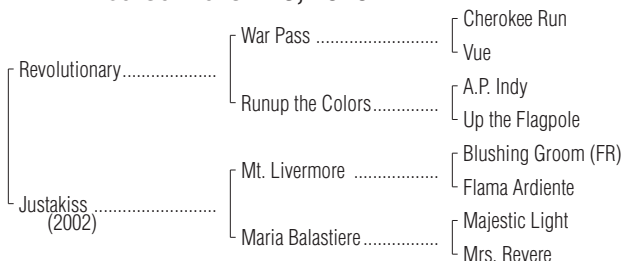 Cherokee Run
War Pass ..........................
Vue
Revolutionary....................
A.P. Indy
Runup the Colors..............
Up the Flagpole
Blushing Groom (FR)
Mt. Livermore ..................
Flama Ardiente
Justakiss ..........................
(2002)
Majestic Light
Maria Balastiere................
Mrs. Revere